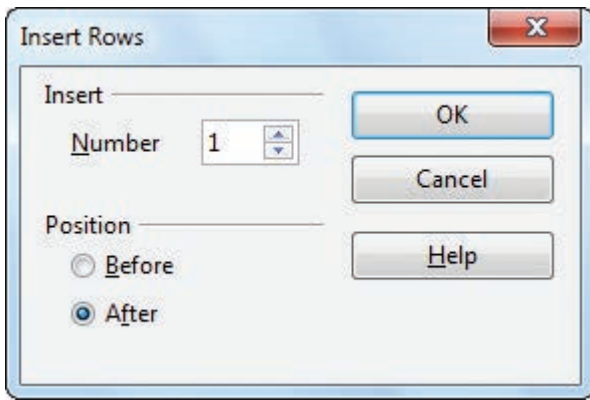 Insert Rows
Insert
Number 1
Position
Before
After
OK
Cancel
Help